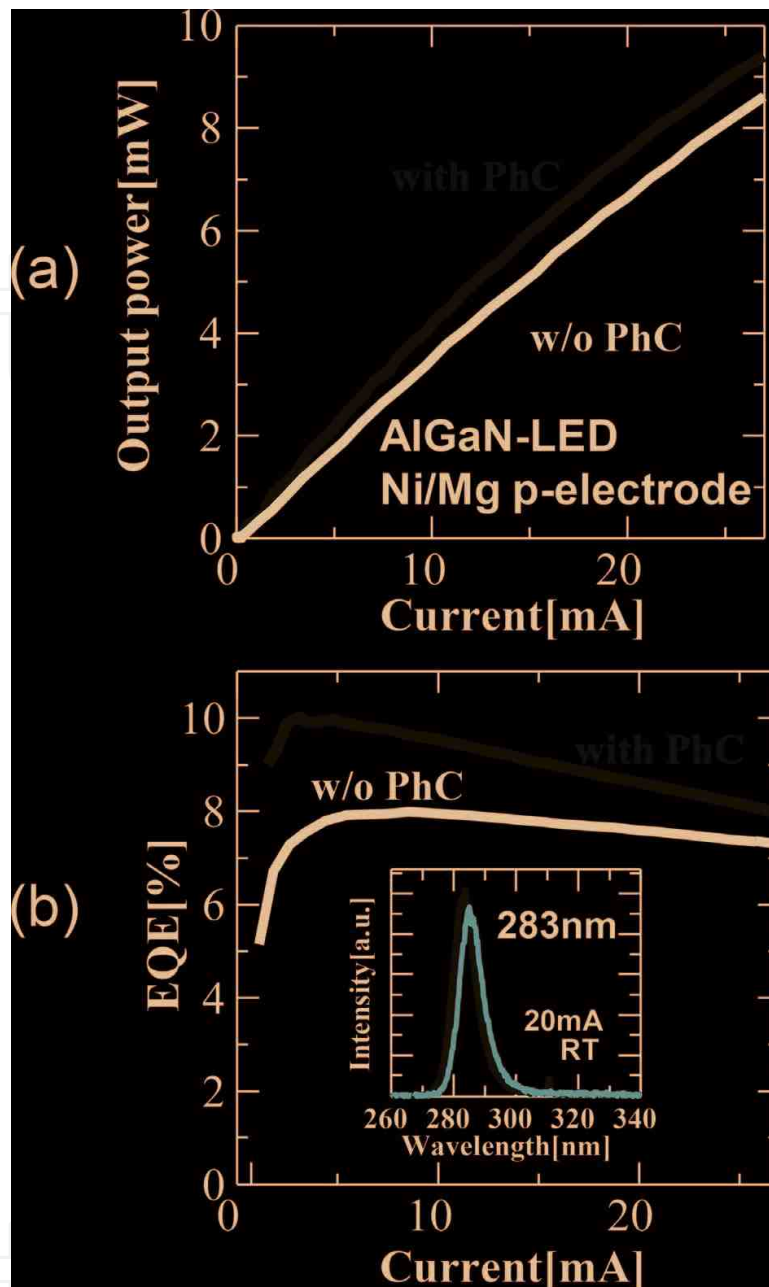 10
8
6
4
2
0
Output power[mW]
(a)
with PhC
w/o PhC
AlGaN-LED
Ni/Mg p-electrode
0
10
20
Current[mA]
10
8
6
4
2
0
EQE[%]
(b)
with PhC
w/o PhC
Intensity[a.u.]
283nm
20mA
RT
260 280 300 320 340
Wavelength[nm]
0
10
20
Current[mA]